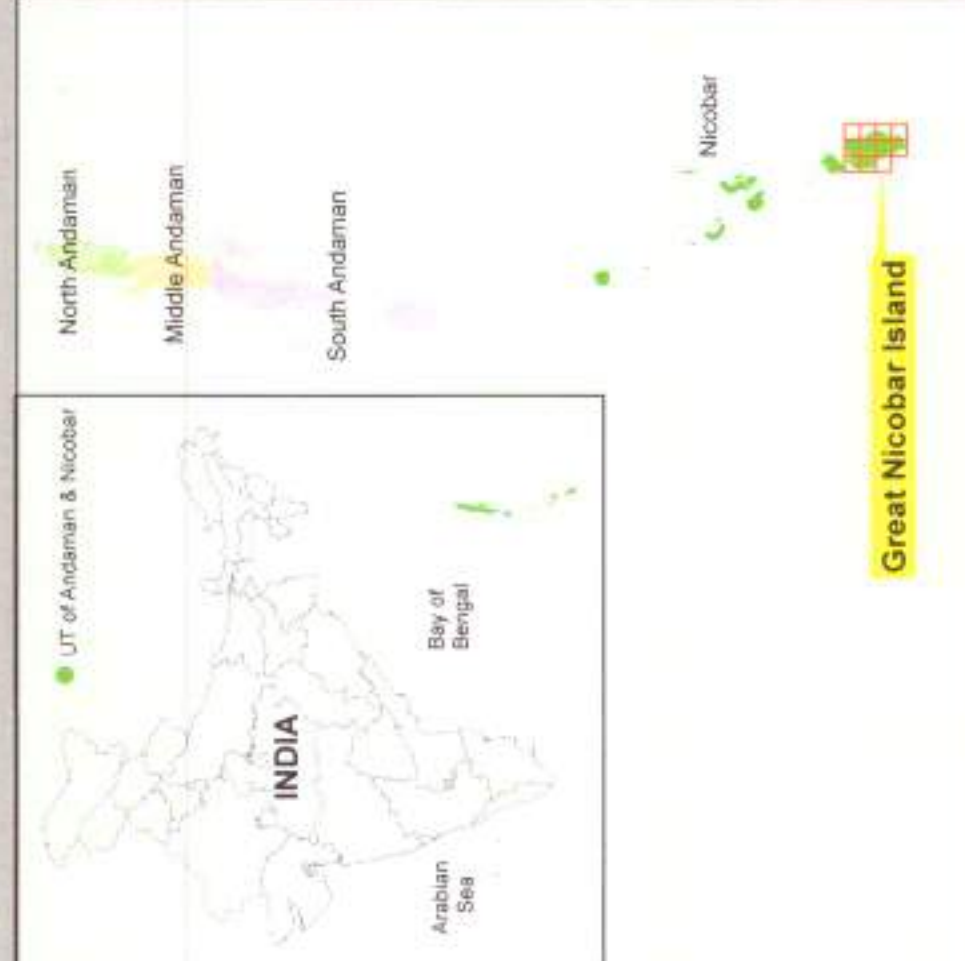 UT of Andaman & Nicobar
INDIA
Arabian
Sea
Bay of
Bengal
North Andaman
Middle Andaman
South Andaman
Nicobar
Great Nicobar Island